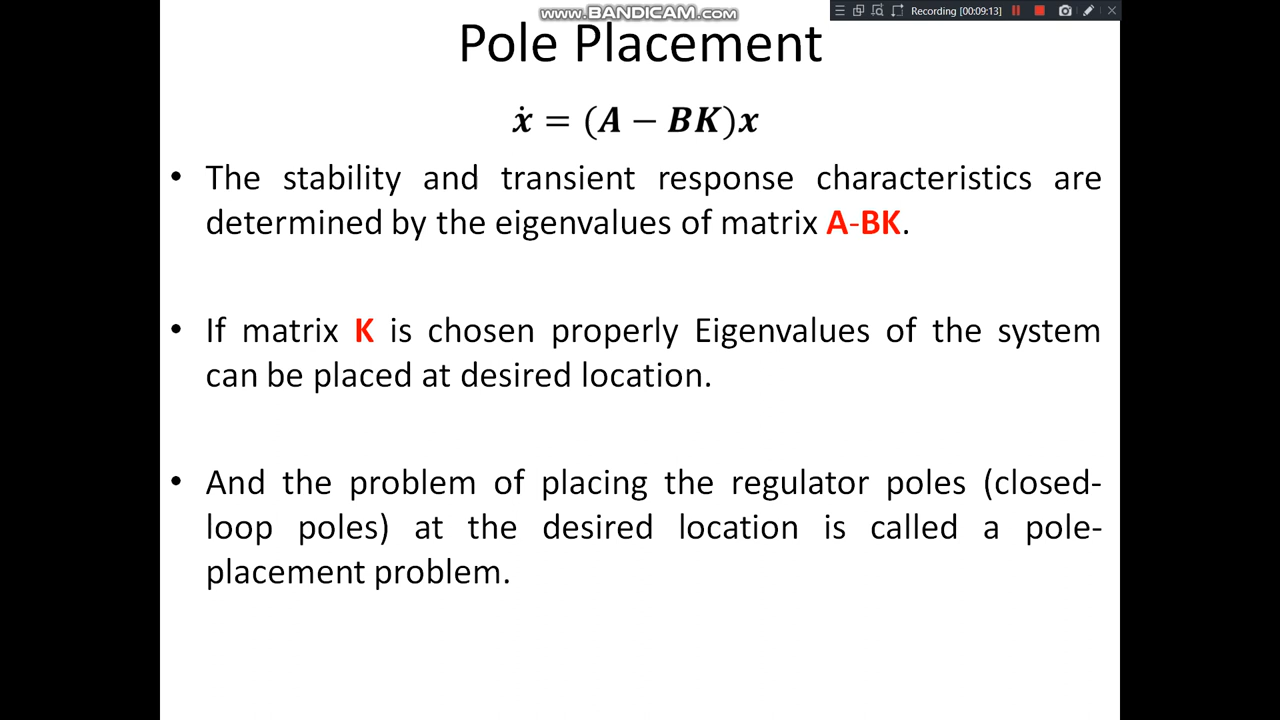 www.BANDICAM.com
Recording [00:09:13]
Pole Placement
ẋ = (A − BK)x
• The stability and transient response characteristics are
determined by the eigenvalues of matrix A-BK.
• If matrix K is chosen properly Eigenvalues of the system
can be placed at desired location.
• And the problem of placing the regulator poles (closed-
loop poles) at the desired location is called a pole-
placement problem.